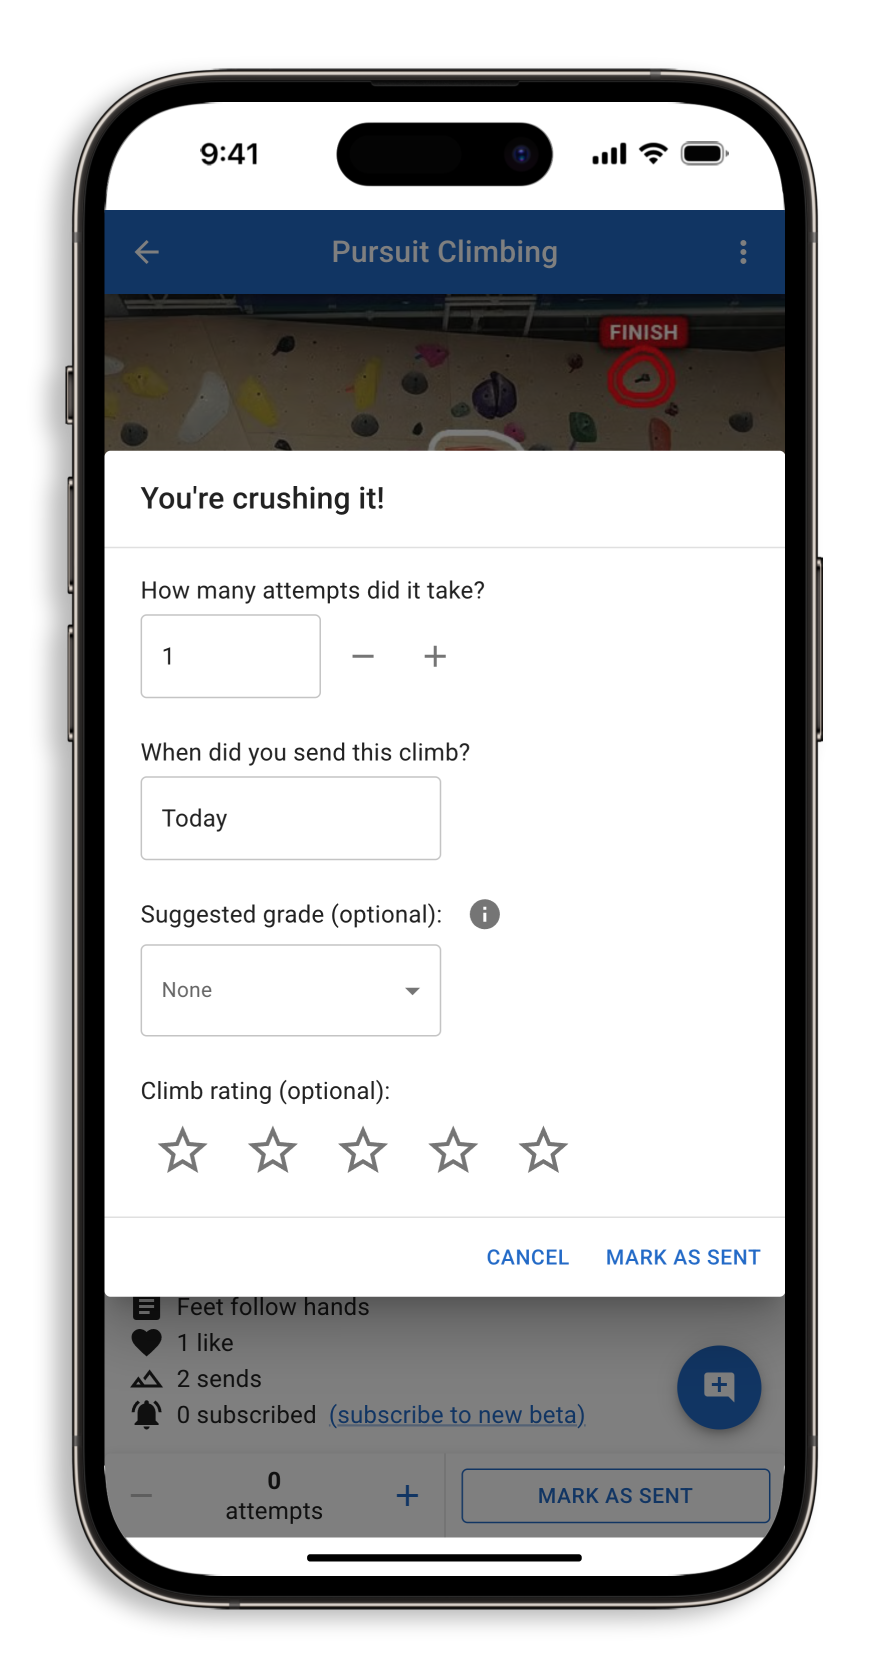 9:41
Pursuit Climbing
FINISH
You're crushing it!
How many attempts did it take?
1
When did you send this climb?
Today
Suggested grade (optional):
None
Climb rating (optional):
CANCEL MARK AS SENT
Feet follow hands
1 like
2 sends
0 subscribed (subscribe to new beta)
0
attempts
MARK AS SENT